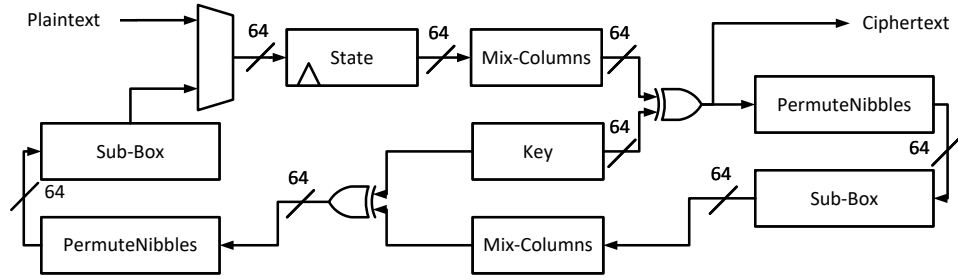 Plaintext
64
State
64
Mix-Columns
64
Ciphertext
PermuteNibbles
64
Sub-Box
64
Key
64
Sub-Box
64
PermuteNibbles
64
Mix-Columns